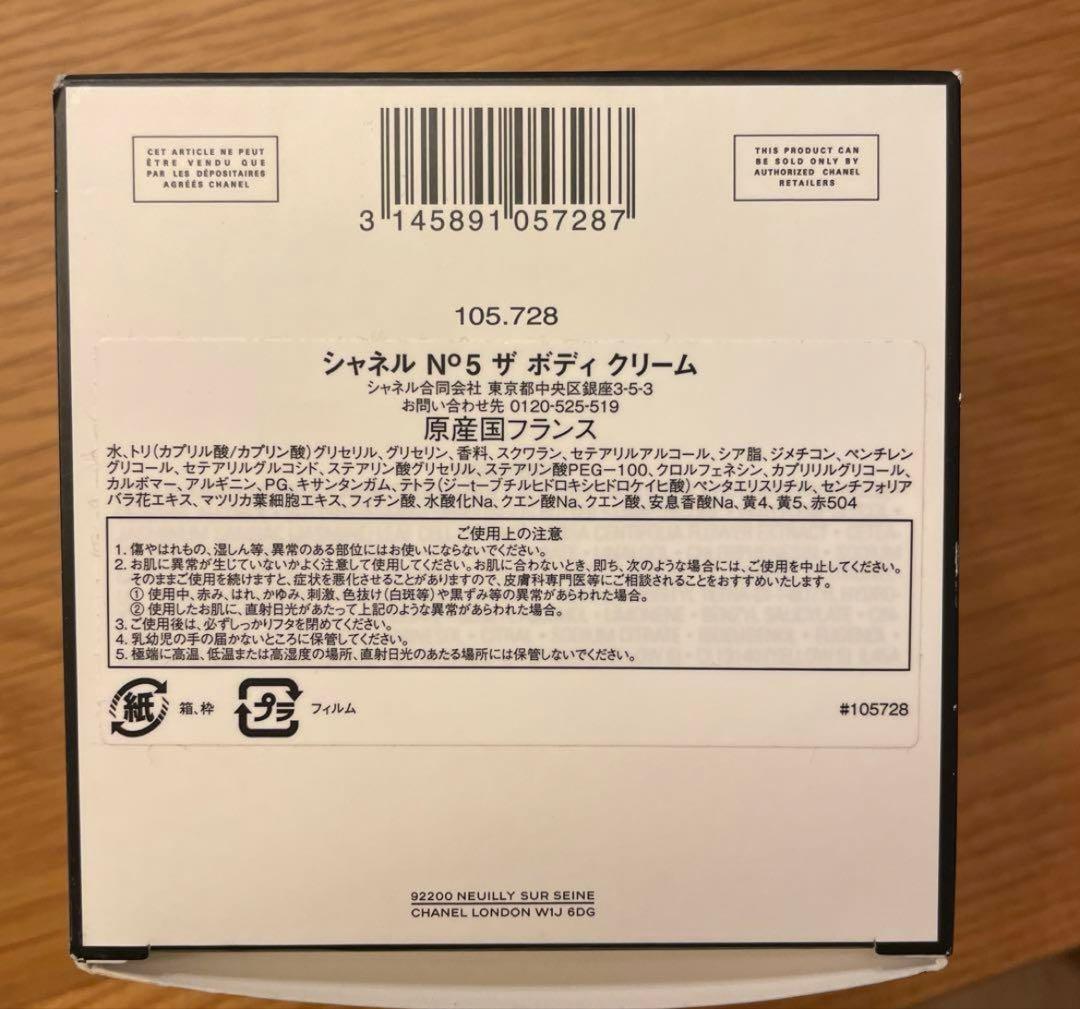 CET ARTICLE NE PEUT
ÊTRE VENDU QUE
PAR LES DÉPOSITAIRES
AGRÉÉS CHANEL
THIS PRODUCT CAN
BE SOLD ONLY BY
AUTHORIZED CHANEL
RETAILERS
3 145891 057287
105.728
シャネル Nº5 ザ ボディ クリーム
シャネル合同会社 東京都中央区銀座3-5-3
お問い合わせ先 0120-525-519
原産国フランス
水、トリ(カプリル酸/カプリン酸)グリセリル、グリセリン、香料、スクワラン、セテアリルアルコール、シア脂、ジメチコン、ペンチレン
グリコール、セテアリルグルコシド、ステアリン酸グリセリル、ステアリン酸PEG-100、クロルフェネシン、カプリリルグリコール、
カルボマー、アルギニン、PG、キサンタンガム、テトラ(ジーt-ブチルヒドロキシヒドロケイヒ酸)ペンタエリスリチル、センチフォリア
バラ花エキス、マツリカ葉細胞エキス、フィチン酸、水酸化Na、クエン酸Na、クエン酸、安息香酸Na、黄4、黄5、赤504
ご使用上の注意
1. 傷やはれもの、湿しん等、異常のある部位にはお使いにならないでください。
2. お肌に異常が生じていないかよく注意して使用してください。お肌に合わないとき、即ち、次のような場合には、ご使用を中止してください。
そのままご使用を続けますと、症状を悪化させることがありますので、皮膚科専門医等にご相談されることをおすすめいたします。
① 使用中、赤み、はれ、かゆみ、刺激、色抜け(白斑等)や黒ずみ等の異常があらわれた場合。
② 使用したお肌に、直射日光があたって上記のような異常があらわれた場合。
3. ご使用後は、必ずしっかりフタを閉めてください。
4. 乳幼児の手の届かないところに保管してください。
5. 極端に高温、低温または高湿度の場所、直射日光のあたる場所には保管しないでください。
紙 箱、枠 プラ フィルム #105728
92200 NEUILLY SUR SEINE
CHANEL LONDON W1J 6DG